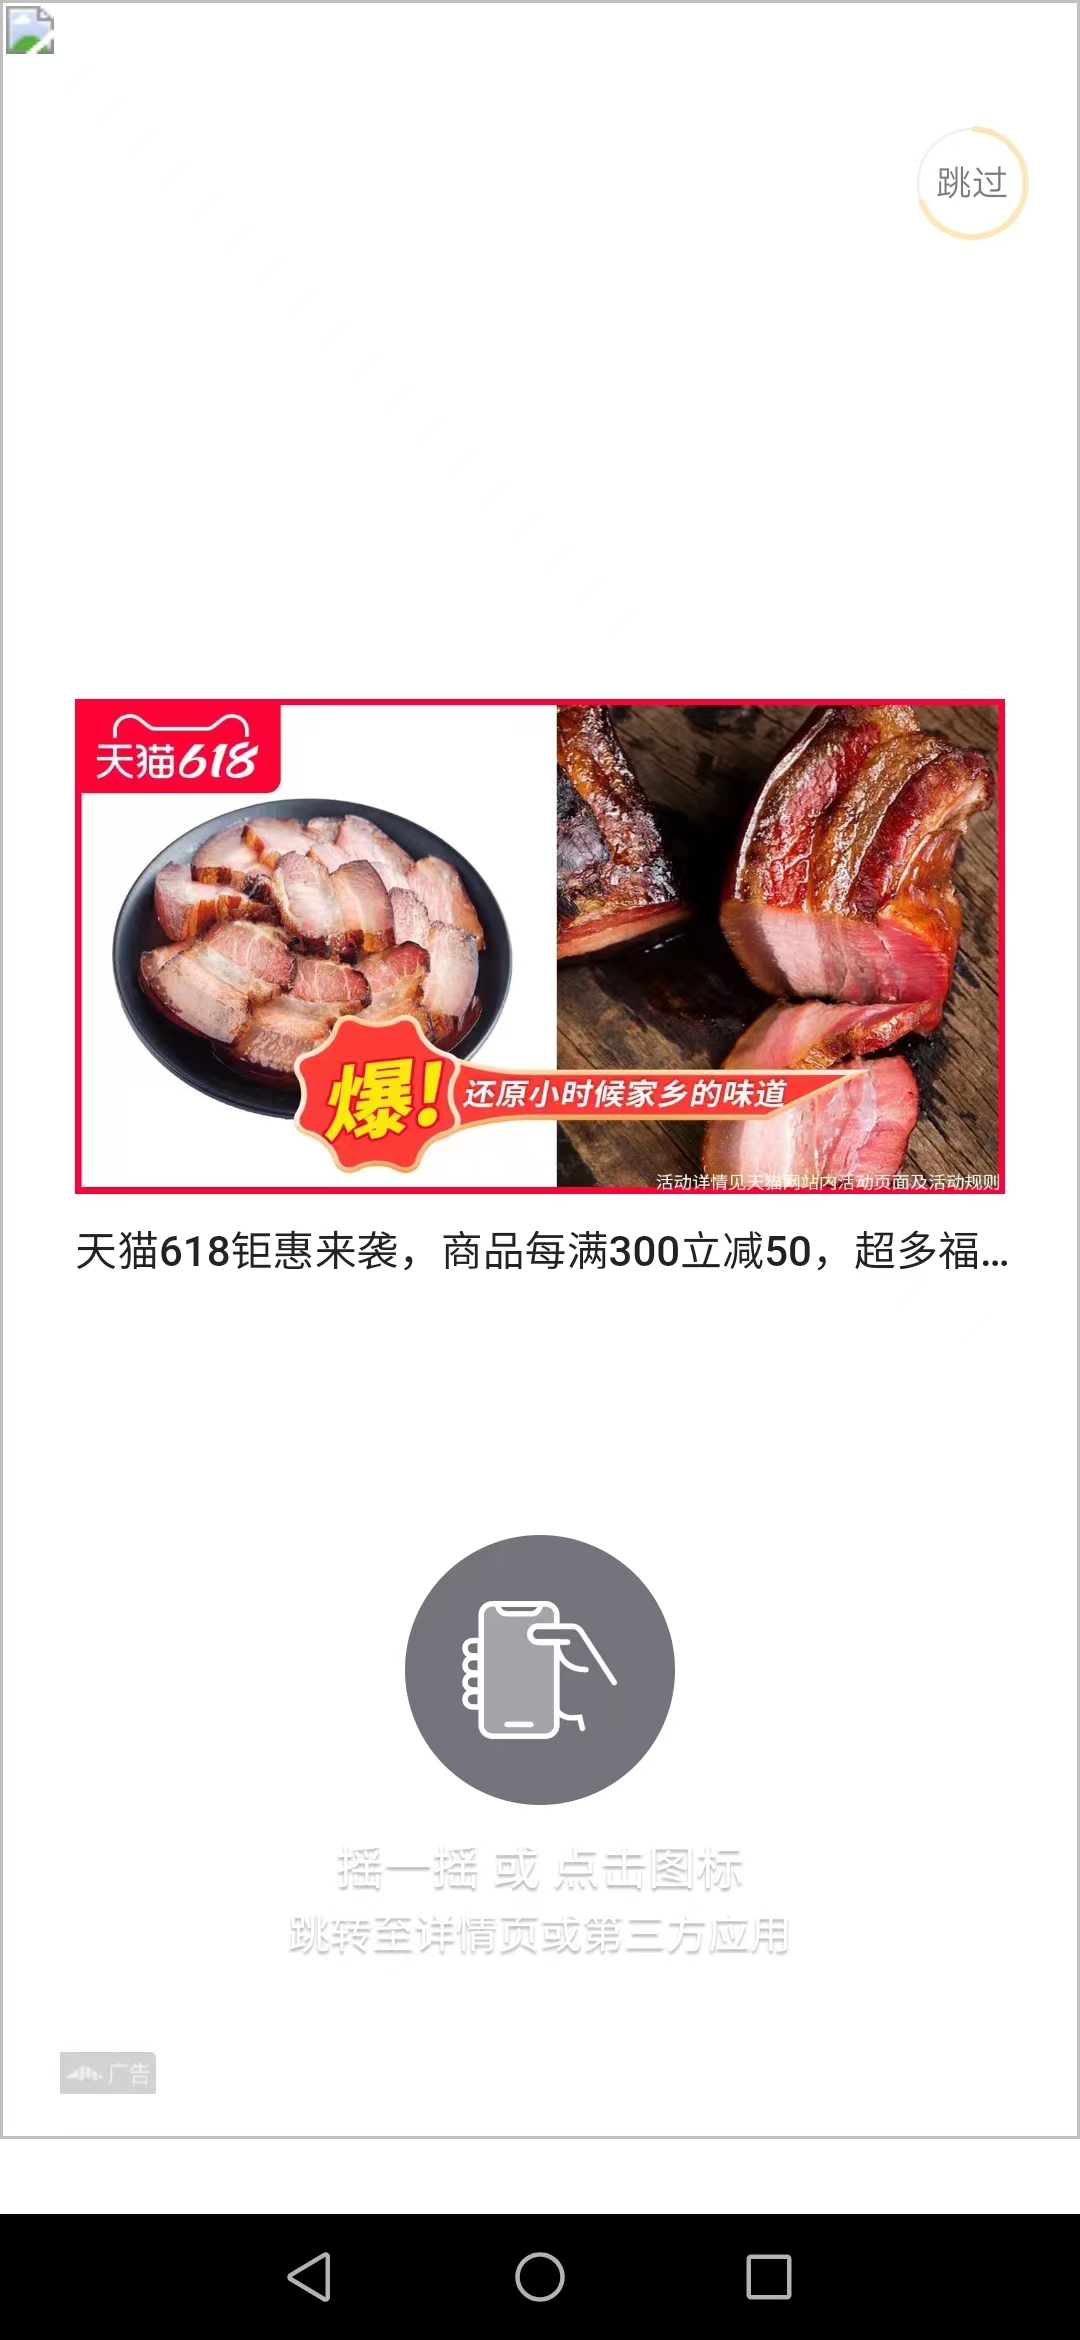 跳过
天猫618
爆!
还原小时候家乡的味道
活动详情见天猫网站内活动页面及活动规则
天猫618钜惠来袭，商品每满300立减50，超多福...
摇一摇 或 点击图标
跳转至详情页或第三方应用
广告